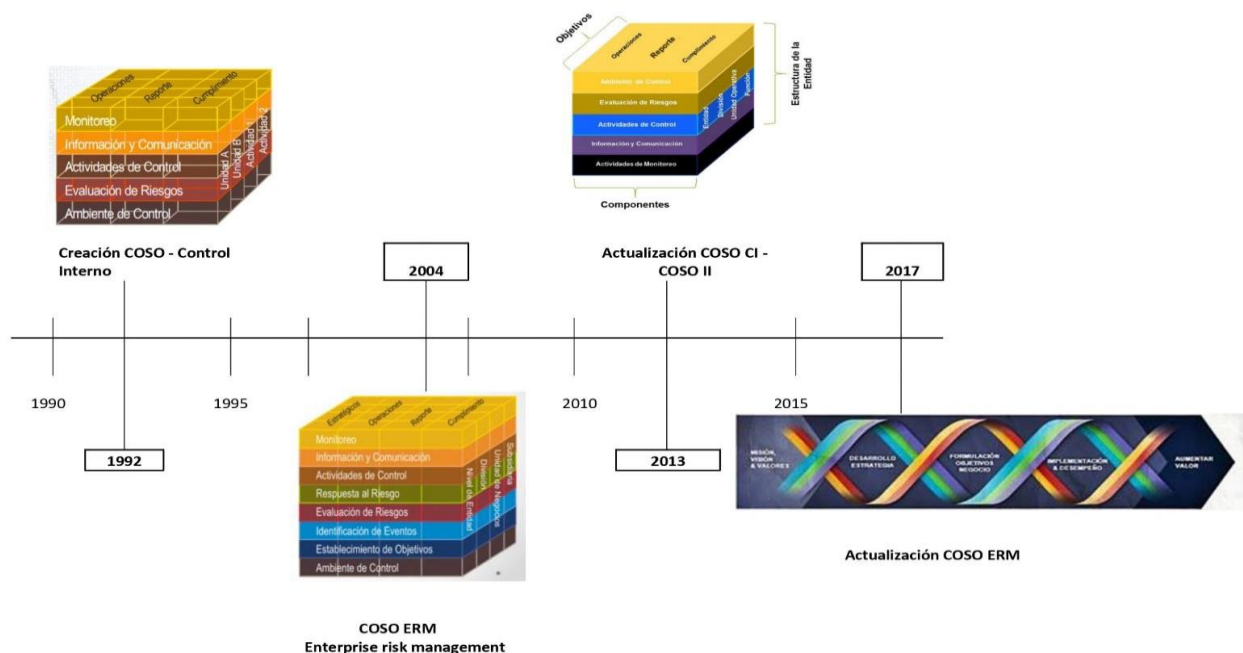 Operaciones
Reporte
Cumplimiento
Monitoreo
Información y Comunicación
Actividades de Control
Evaluación de Riesgos
Ambiente de Control
Unidad A
Unidad B
Actividad 1
Actividad 2
Creación COSO - Control
Interno
Objetivos
Operaciones
Reporte
Cumplimiento
Ambiente de Control
Evaluación de Riesgos
Actividades de Control
Información y Comunicación
Actividades de Monitoreo
Entidad
División
Unidad Operativa
Función
Estructura de la
Entidad
Componentes
2004
Actualización COSO CI -
COSO II
2017
1990
1995
2010
2015
1992
2013
Estratégicos
Operaciones
Reporte
Cumplimiento
Monitoreo
Información y Comunicación
Actividades de Control
Respuesta al Riesgo
Evaluación de Riesgos
Identificación de Eventos
Establecimiento de Objetivos
Ambiente de Control
Nivel de Entidad
División
Unidad de Negocios
Subsidiaria
MISIÓN,
VISIÓN
& VALORES
DESARROLLO
ESTRATEGIA
FORMULACIÓN
OBJETIVOS
NEGOCIO
IMPLEMENTACIÓN
& DESEMPEÑO
AUMENTAR
VALOR
Actualización COSO ERM
COSO ERM
Enterprise risk management